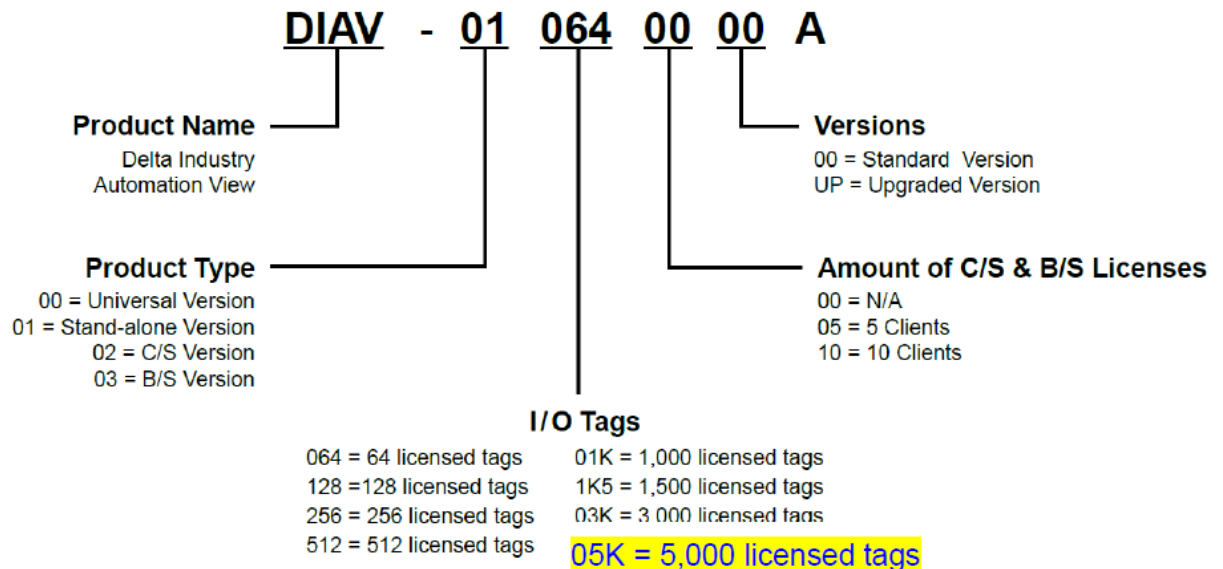 DIAV - 01 064 00 00 A
Product Name
Delta Industry
Automation View
Versions
00 = Standard Version
UP = Upgraded Version
Product Type
00 = Universal Version
01 = Stand-alone Version
02 = C/S Version
03 = B/S Version
Amount of C/S & B/S Licenses
00 = N/A
05 = 5 Clients
10 = 10 Clients
I/O Tags
064 = 64 licensed tags
128 =128 licensed tags
256 = 256 licensed tags
512 = 512 licensed tags
01K = 1,000 licensed tags
1K5 = 1,500 licensed tags
03K = 3 000 licensed tags
05K = 5,000 licensed tags